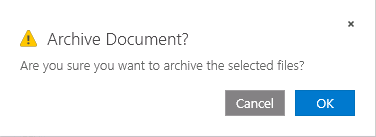 Archive Document?
Are you sure you want to archive the selected files?
Cancel OK